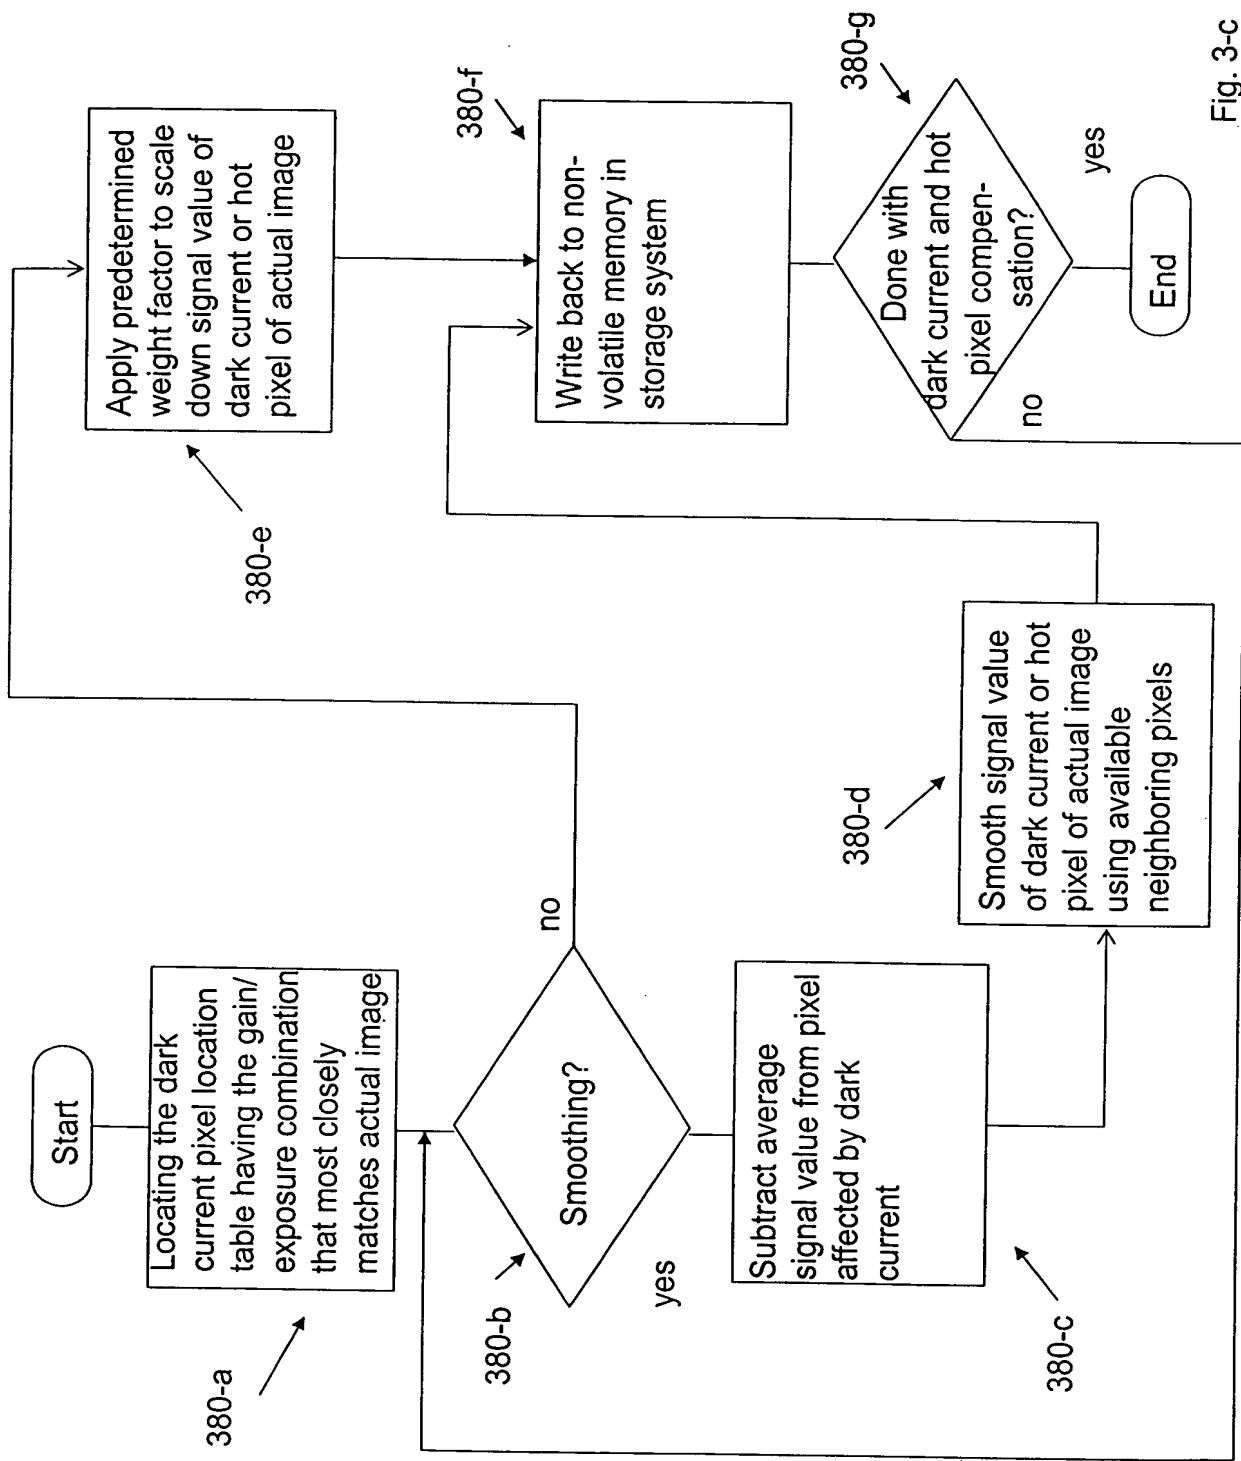 Start
Locating the dark
current pixel location
table having the gain/
exposure combination
that most closely
matches actual image
380-a
Smoothing?
380-b
no
yes
Subtract average
signal value from pixel
affected by dark
current
380-c
Smooth signal value
of dark current or hot
pixel of actual image
using available
neighboring pixels
380-d
Apply predetermined
weight factor to scale
down signal value of
dark current or hot
pixel of actual image
380-e
Write back to non-
volatile memory in
storage system
380-f
Done with
dark current and hot
pixel compen-
sation?
380-g
no
yes
End
Fig. 3-c